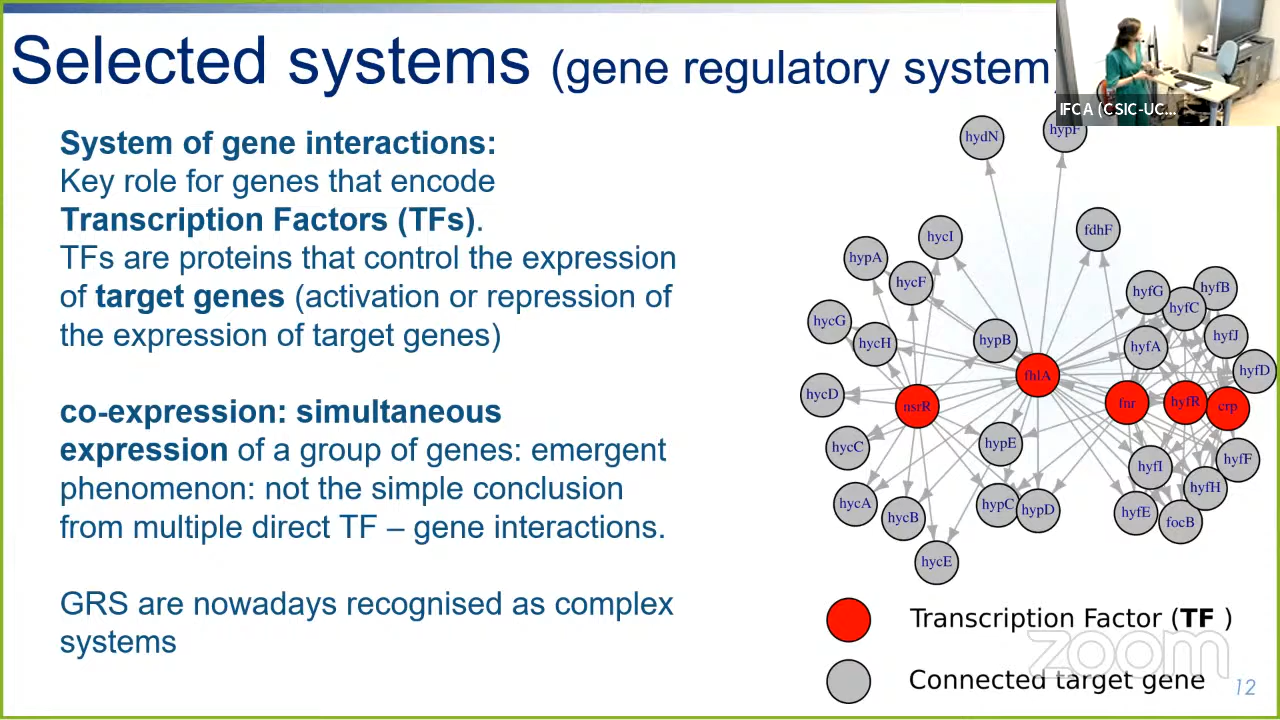 Selected systems (gene regulatory system)
IFCA (CSIC-UC...
System of gene interactions:
Key role for genes that encode
Transcription Factors (TFs).
TFs are proteins that control the expression
of target genes (activation or repression of
the expression of target genes)
co-expression: simultaneous
expression of a group of genes: emergent
phenomenon: not the simple conclusion
from multiple direct TF – gene interactions.
GRS are nowadays recognised as complex
systems
hydN
hypF
hycI
fdhF
hypA
hycF
hyfG
hyfC
hyfB
hycG
hycH
hypB
hyfA
hyfJ
hyfD
fhlA
hycD
nsrR
fnr
hyfR
crp
hycC
hypE
hyfI
hyfF
hycA
hycB
hypC
hypD
hyfE
focB
hyfH
hycE
Transcription Factor (TF )
Connected target gene
zoom
12